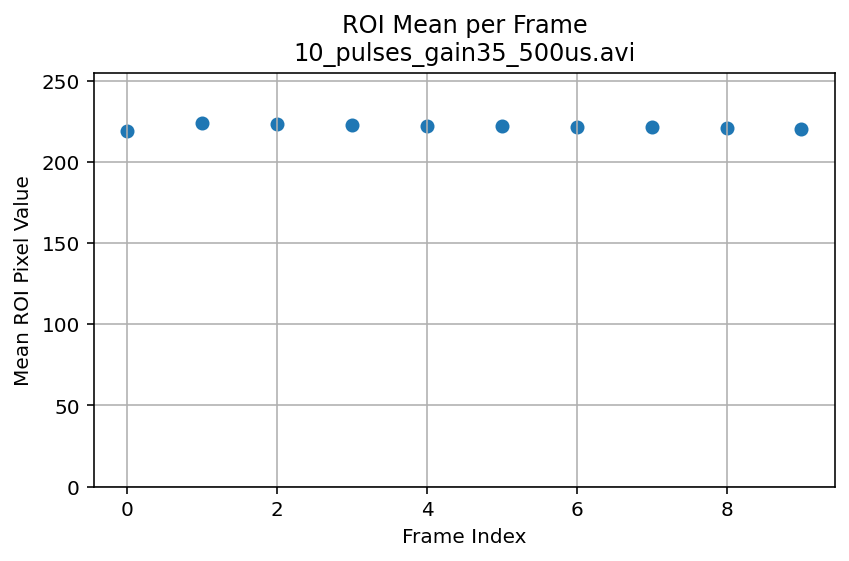 ROI Mean per Frame
10_pulses_gain35_500us.avi
250
200
150
100
50
0
Mean ROI Pixel Value
0 2 4 6 8
Frame Index